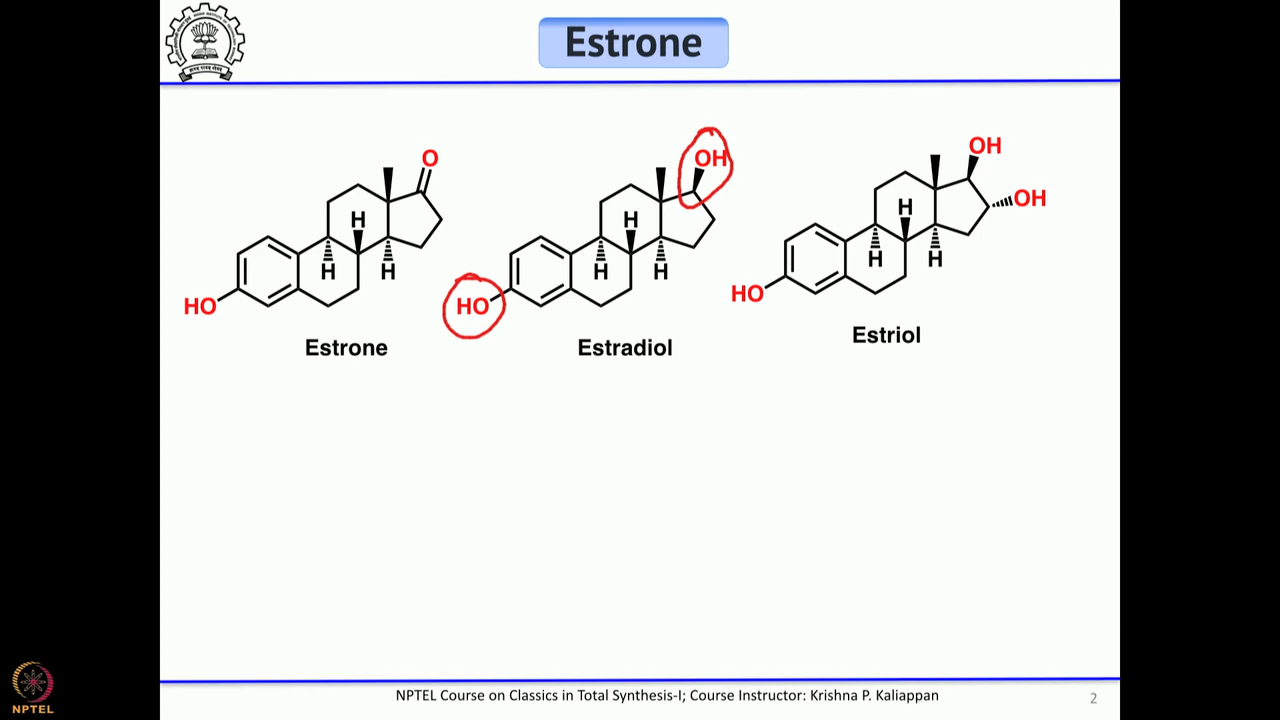 Estrone
O
H
H
H
HO
Estrone
OH
H
H
H
HO
Estradiol
OH
OH
H
H
H
HO
Estriol
NPTEL Course on Classics in Total Synthesis-I; Course Instructor: Krishna P. Kaliappan
2
NPTEL